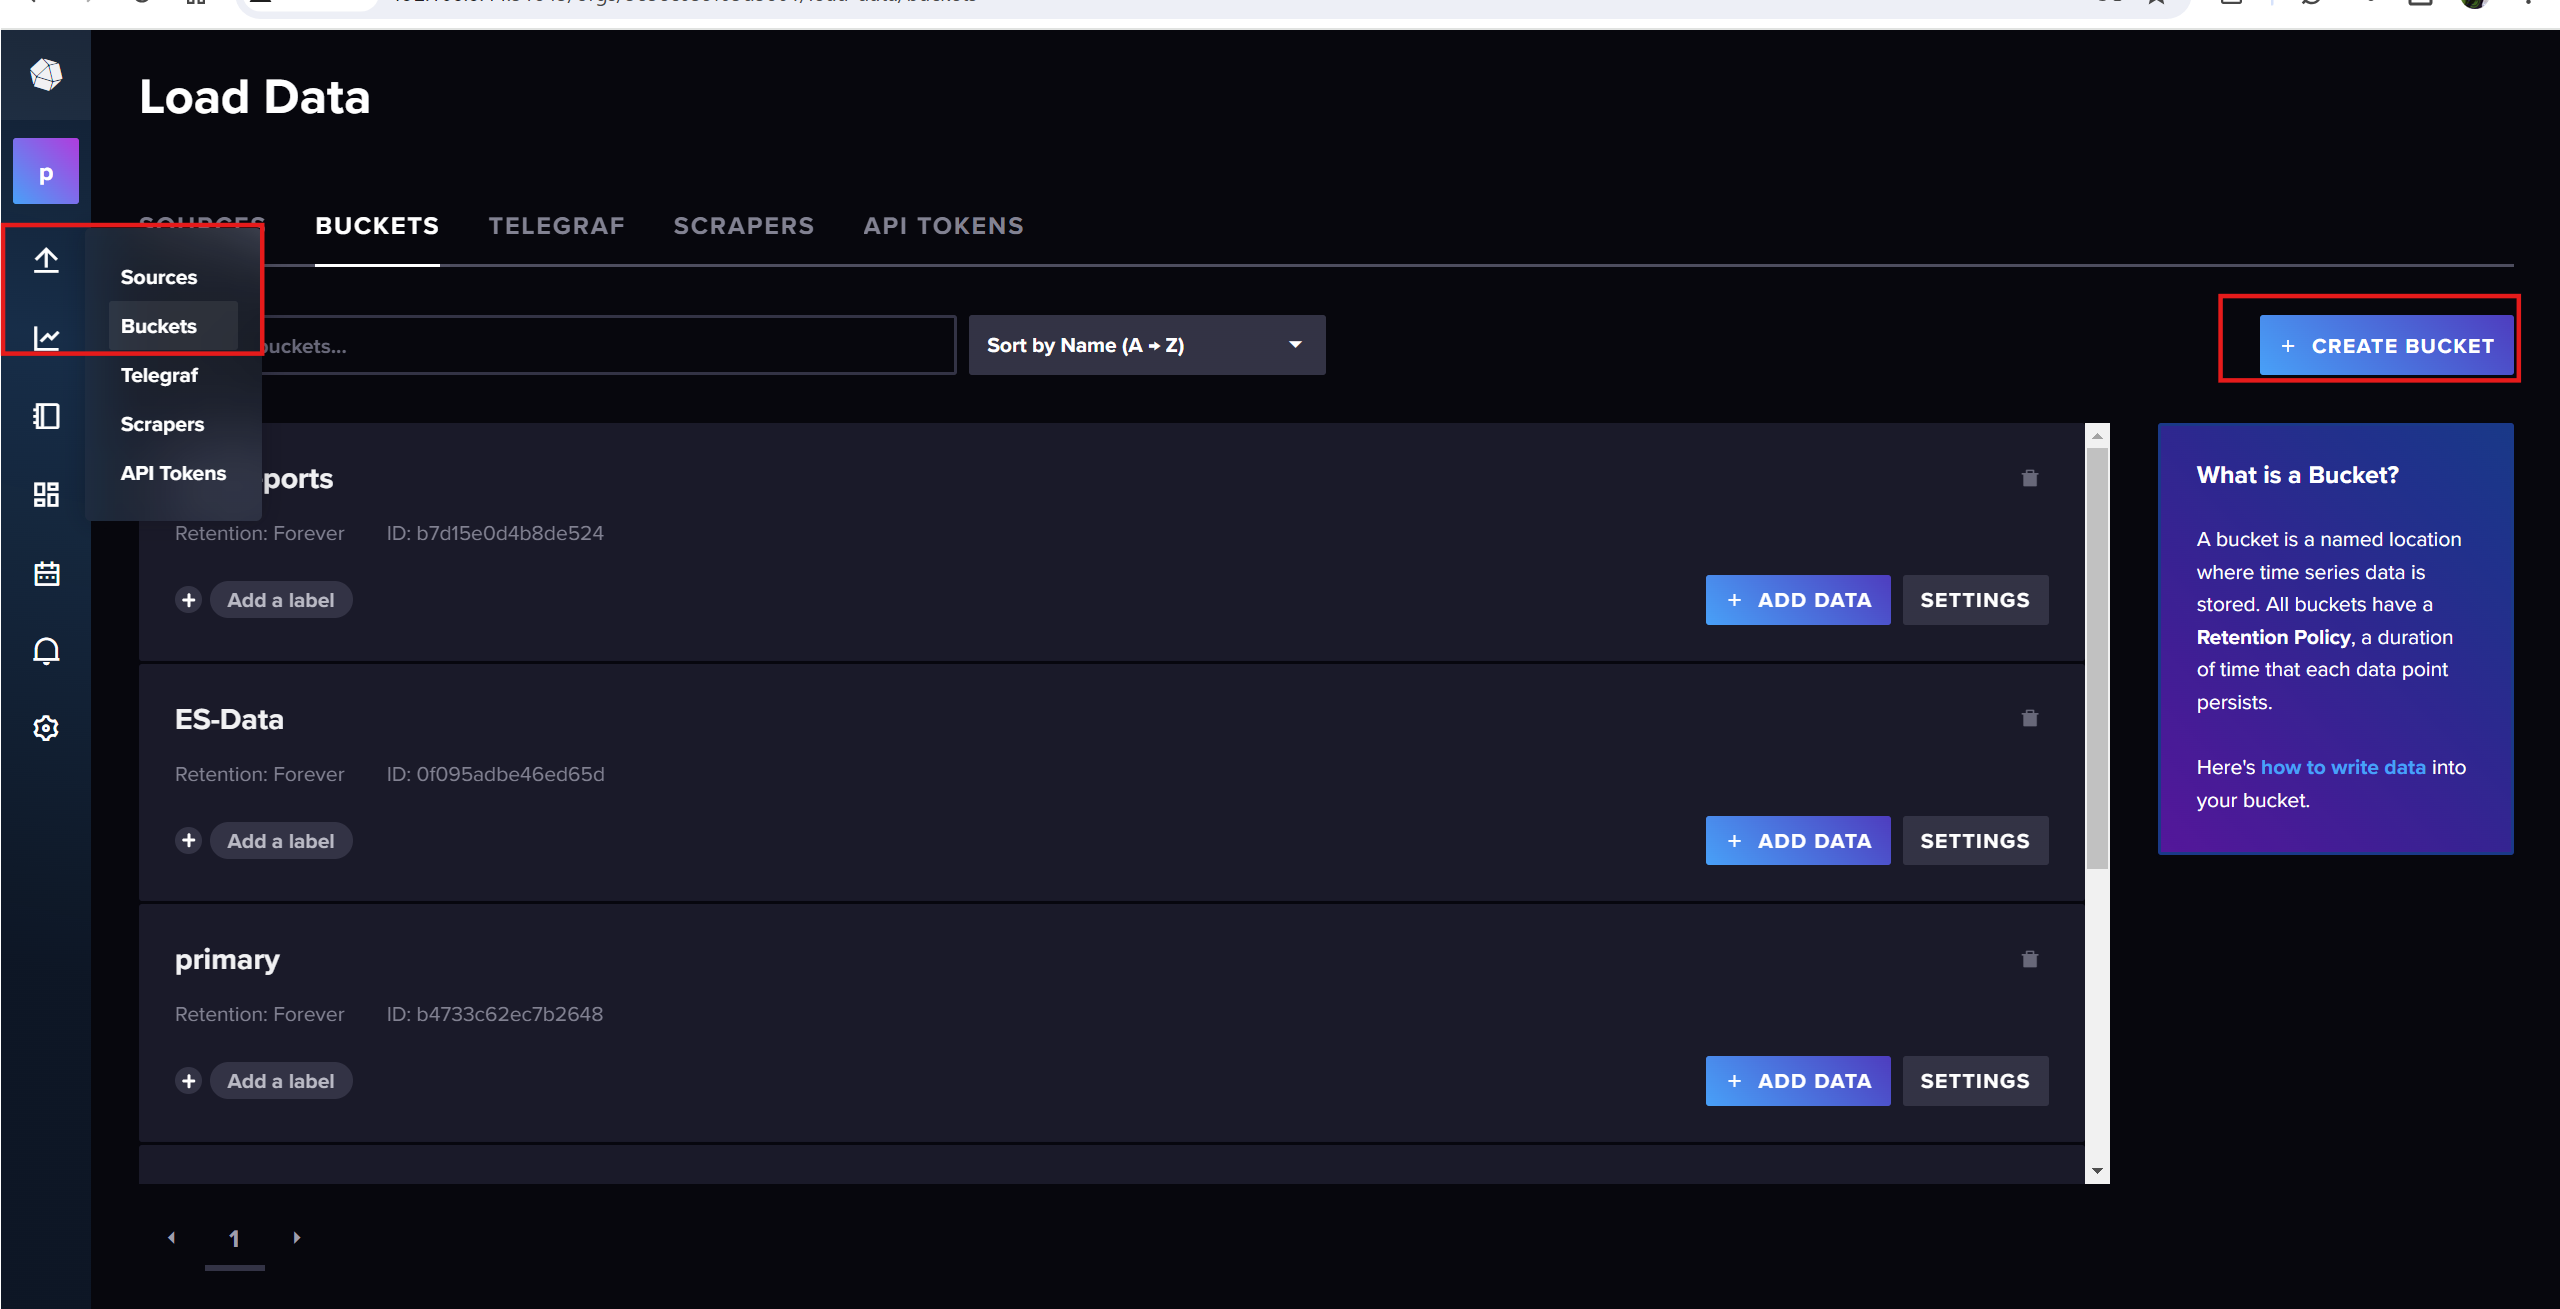 Load Data
p
SOURCES
BUCKETS
TELEGRAF
SCRAPERS
API TOKENS
Sources
Buckets
Telegraf
Scrapers
API Tokens
buckets...
Sort by Name (A → Z)
+ CREATE BUCKET
ports
Retention: Forever
ID: b7d15e0d4b8de524
+ Add a label
+ ADD DATA
SETTINGS
ES-Data
Retention: Forever
ID: 0f095adbe46ed65d
+ Add a label
+ ADD DATA
SETTINGS
primary
Retention: Forever
ID: b4733c62ec7b2648
+ Add a label
+ ADD DATA
SETTINGS
What is a Bucket?
A bucket is a named location
where time series data is
stored. All buckets have a
Retention Policy, a duration
of time that each data point
persists.
Here's how to write data into
your bucket.
1